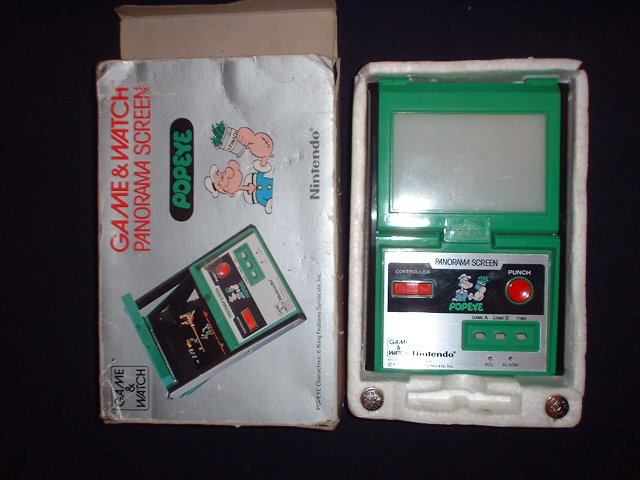 GAME & WATCH
PANORAMA SCREEN
POPEYE
Nintendo®
SPINACH
GAME
&
WATCH
POPEYE Characters: © King Features Syndicate, Inc.
PANORAMA SCREEN
CONTROLLER
PUNCH
POPEYE
GAME A GAME B TIME
GAME
&
WATCH
Nintendo®
ACL ALARM